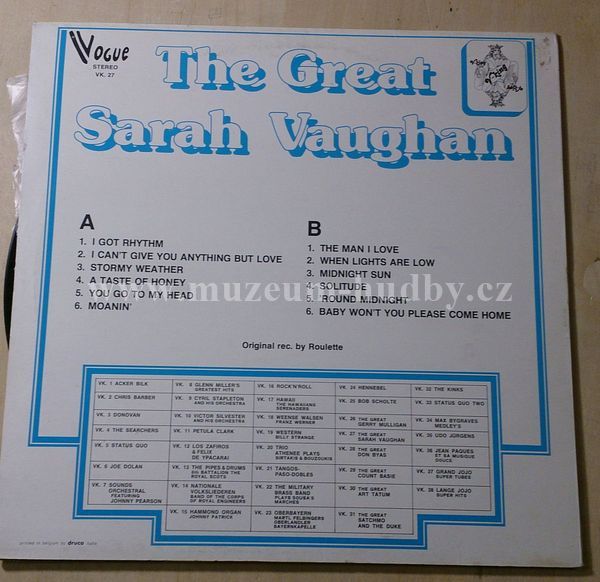 VOGUE
STEREO
VK. 27
The Great
Sarah Vaughan
A
1. I GOT RHYTHM
2. I CAN'T GIVE YOU ANYTHING BUT LOVE
3. STORMY WEATHER
4. A TASTE OF HONEY
5. YOU GO TO MY HEAD
6. MOANIN'
B
1. THE MAN I LOVE
2. WHEN LIGHTS ARE LOW
3. MIDNIGHT SUN
4. SOLITUDE
5. 'ROUND MIDNIGHT
6. BABY WON'T YOU PLEASE COME HOME
www.muzeumhudby.cz
Original rec. by Roulette
VK. 1 ACKER BILK
VK. 2 CHRIS BARBER
VK. 3 DONOVAN
VK. 4 THE SEARCHERS
VK. 5 STATUS QUO
VK. 6 JOE DOLAN
VK. 7 SOUNDS
ORCHESTRAL
FEATURING
JOHNNY PEARSON
VK. 8 GLENN MILLER'S
GREATEST HITS
VK. 9 CYRIL STAPLETON
AND HIS ORCHESTRA
VK. 10 VICTOR SILVESTER
AND HIS ORCHESTRA
VK. 11 PETULA CLARK
VK. 12 LOS ZAFIROS
& FELIX
DE YPACARAI
VK. 13 THE PIPES & DRUMS
6th BATTALION THE
ROYAL SCOTS
VK. 14 NATIONALE
VOLKSLIEDEREN
BAND OF THE CORPS
OF ROYAL ENGINEERS
VK. 15 HAMMOND ORGAN
JOHNNY PATRICK
VK. 16 ROCK'N'ROLL
VK. 17 HAWAII
THE HAWAIIANS
SERENADERS
VK. 18 WEENSE WALSEN
FRANZ WERNER
VK. 19 WESTERN
BILLY STRANGE
VK. 20 TRIO
ATHENEE PLAYS
SIRTAKIS & BOUZOUKIS
VK. 21 TANGOS-
PASO-DOBLES
VK. 22 THE MILITARY
BRASS BAND
PLAYS SOUSA'S
MARCHES
VK. 23 OBERBAYERN
MARTL FELBINGERS
OBERLANDLER
BAYERNKAPELLE
VK. 24 HENNEBEL
VK. 25 BOB SCHOLTE
VK. 26 THE GREAT
GERRY MULLIGAN
VK. 27 THE GREAT
SARAH VAUGHAN
VK. 28 THE GREAT
DON BYAS
VK. 29 THE GREAT
COUNT BASIE
VK. 30 THE GREAT
ART TATUM
VK. 31 THE GREAT
SATCHMO
AND THE DUKE
VK. 32 THE KINKS
VK. 33 STATUS QUO TWO
VK. 34 MAX BYGRAVES
MEDLEY'S
VK. 35 UDO JÜRGENS
VK. 36 JEAN PAQUES
ET SA MUSIQUE
DOUCE
VK. 37 GRAND JOJO
SUPER TUBES
VK. 38 LANGE JOJO
SUPER HITS
printed in belgium by druco halle